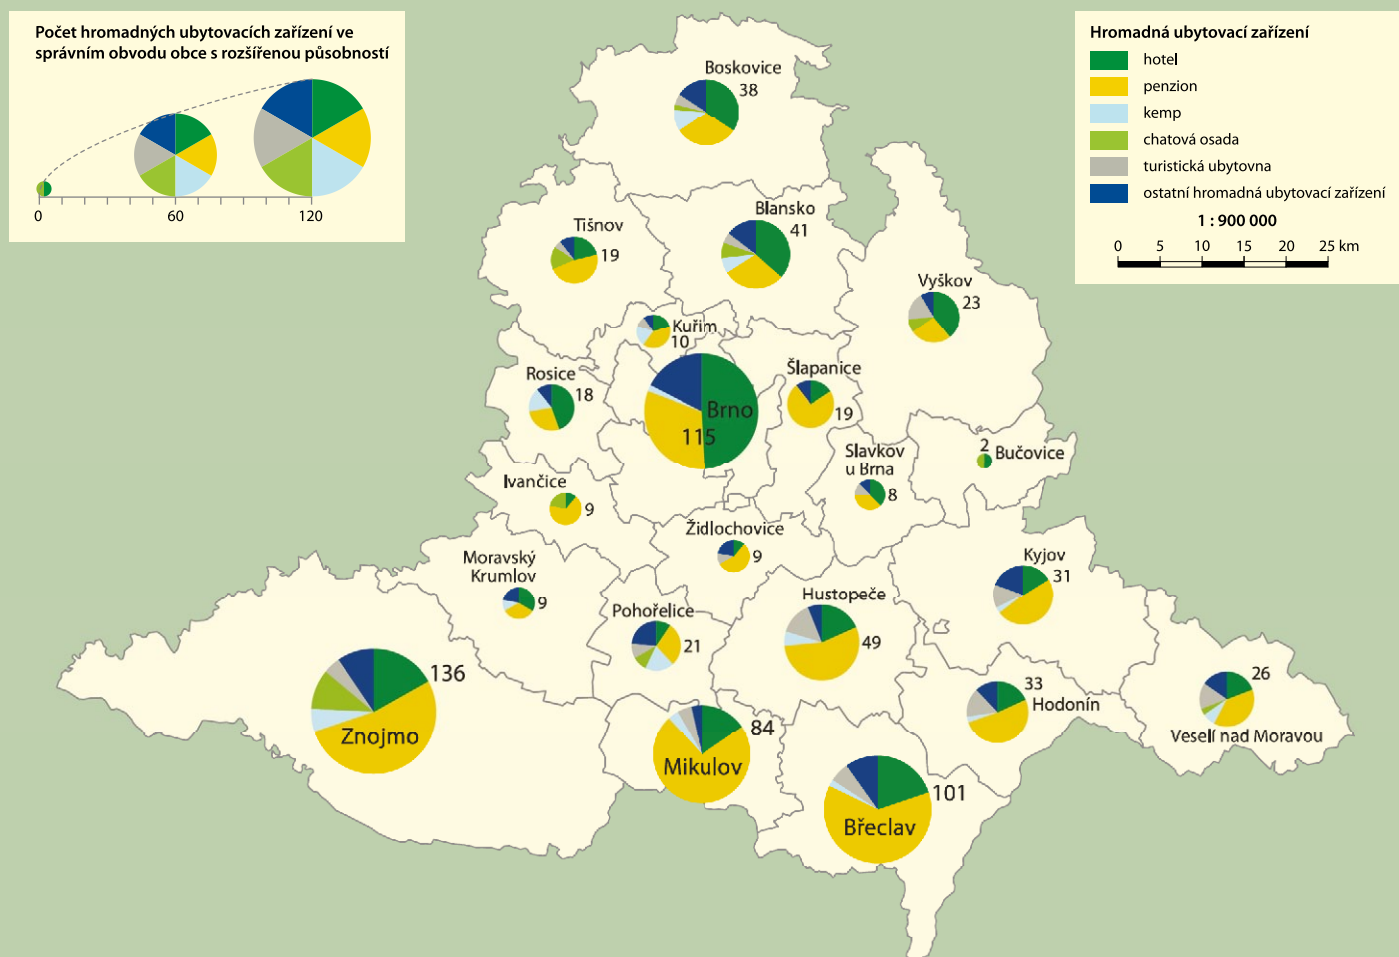 Počet hromadných ubytovacích zařízení ve
správním obvodu obce s rozšířenou působností
0
60
120
Hromadná ubytovací zařízení
hotel
penzion
kemp
chatová osada
turistická ubytovna
ostatní hromadná ubytovací zařízení
1 : 900 000
0 5 10 15 20 25 km
Boskovice
38
Blansko
41
Tišnov
19
Vyškov
23
Kuřim
10
Rosice
18
Brno
115
Šlapanice
19
Slavkov
u Brna
8
2
Bučovice
Ivančice
9
Židlochovice
9
Moravský
Krumlov
9
Kyjov
31
Hustopeče
49
Pohořelice
21
Znojmo
136
Mikulov
84
Břeclav
101
33
Hodonín
26
Veselí nad Moravou